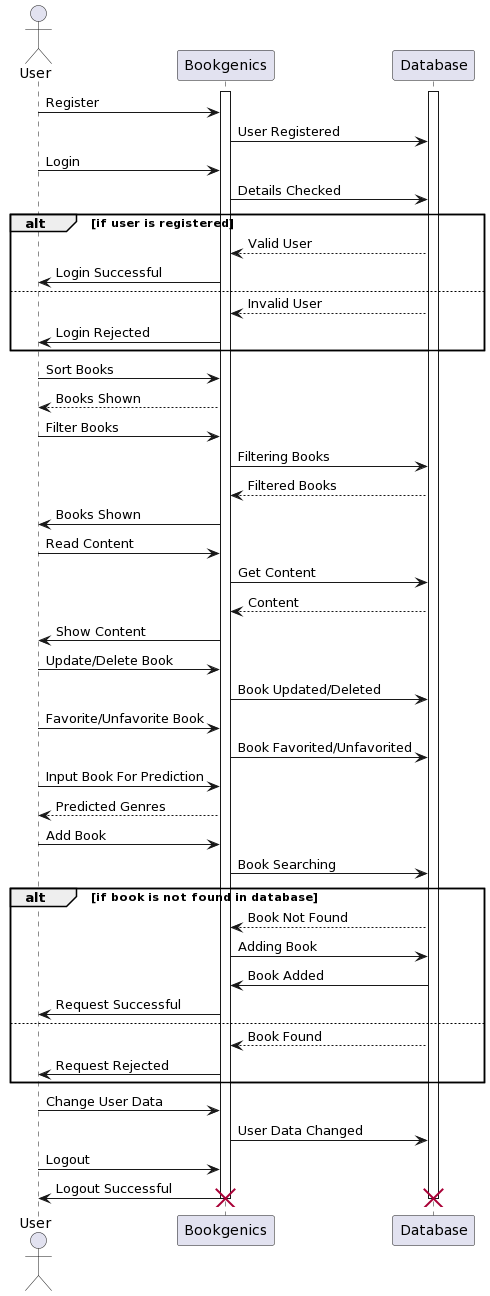 User
Bookgenics
Database
Register
User Registered
Login
Details Checked
alt
[if user is registered]
Valid User
Login Successful
Invalid User
Login Rejected
Sort Books
Books Shown
Filter Books
Filtering Books
Filtered Books
Books Shown
Read Content
Get Content
Content
Show Content
Update/Delete Book
Book Updated/Deleted
Favorite/Unfavorite Book
Book Favorited/Unfavorited
Input Book For Prediction
Predicted Genres
Add Book
Book Searching
alt
[if book is not found in database]
Book Not Found
Adding Book
Book Added
Request Successful
Book Found
Request Rejected
Change User Data
User Data Changed
Logout
Logout Successful
User
Bookgenics
Database